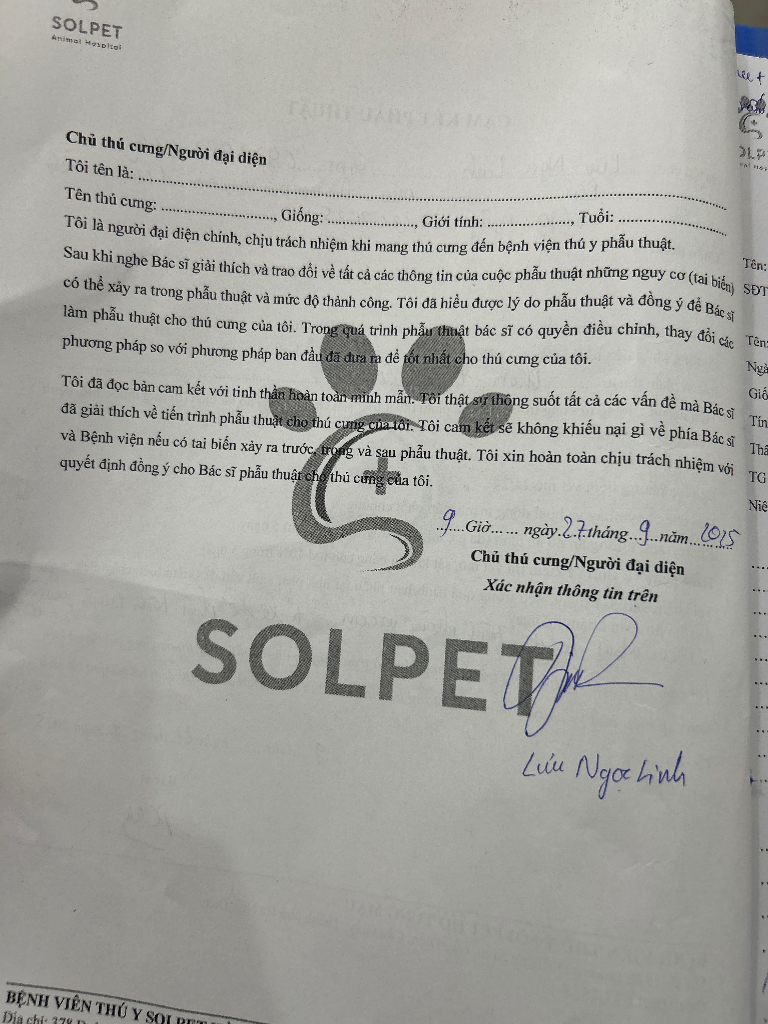 SOLPET
Animal Hospital
Chủ thú cưng/Người đại diện
Tôi tên là: ........................................................
Tên thú cưng: ........................, Giống: .................., Giới tính: .................., Tuổi: ......................
Tôi là người đại diện chính, chịu trách nhiệm khi mang thú cưng đến bệnh viện thú y phẫu thuật.
Sau khi nghe Bác sĩ giải thích và trao đổi về tất cả các thông tin của cuộc phẫu thuật những nguy cơ (tai biến)
có thể xảy ra trong phẫu thuật và mức độ thành công. Tôi đã hiểu được lý do phẫu thuật và đồng ý để Bác sĩ
làm phẫu thuật cho thú cưng của tôi. Trong quá trình phẫu thuật bác sĩ có quyền điều chỉnh, thay đổi các
phương pháp so với phương pháp ban đầu đã đưa ra để tốt nhất cho thú cưng của tôi.
Tôi đã đọc bản cam kết với tinh thần hoàn toàn minh mẫn. Tôi thật sự thông suốt tất cả các vấn đề mà Bác sĩ
đã giải thích về tiến trình phẫu thuật cho thú cưng của tôi. Tôi cam kết sẽ không khiếu nại gì về phía Bác sĩ
và Bệnh viện nếu có tai biến xảy ra trước, trong và sau phẫu thuật. Tôi xin hoàn toàn chịu trách nhiệm với
quyết định đồng ý cho Bác sĩ phẫu thuật cho thú cưng của tôi.
9 Giờ...... ngày 27 tháng 9 năm 2025
Chủ thú cưng/Người đại diện
Xác nhận thông tin trên
SOLPET
Lưu Ngọc Linh
BỆNH VIỆN THÚ Y SOLPET
Địa chỉ:
Tên:
SĐT
Tên:
Giố
TG